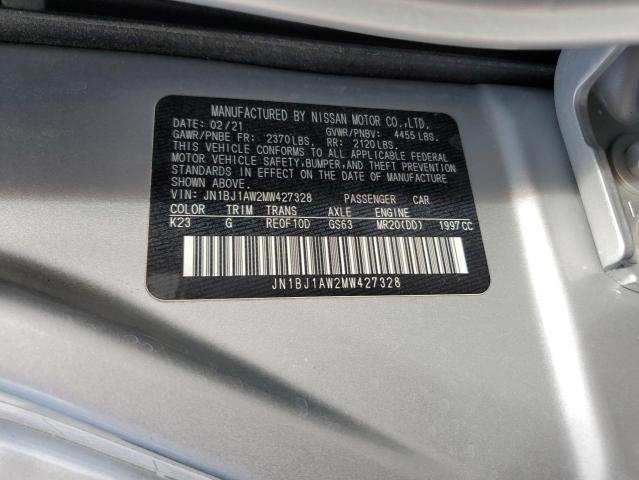 MANUFACTURED BY NISSAN MOTOR CO.,LTD.
DATE: 02/21 GVWR/PNBV: 4455 LBS.
GAWR/PNBE FR: 2370LBS. RR: 2120LBS.
THIS VEHICLE CONFORMS TO ALL APPLICABLE FEDERAL
MOTOR VEHICLE SAFETY,BUMPER,AND THEFT PREVENTION
STANDARDS IN EFFECT ON THE DATE OF MANUFACTURE
SHOWN ABOVE.
VIN: JN1BJ1AW2MW427328 PASSENGER CAR
COLOR TRIM TRANS AXLE ENGINE
K23 G RE0F10D GS63 MR20(DD) 1997CC
JN1BJ1AW2MW427328